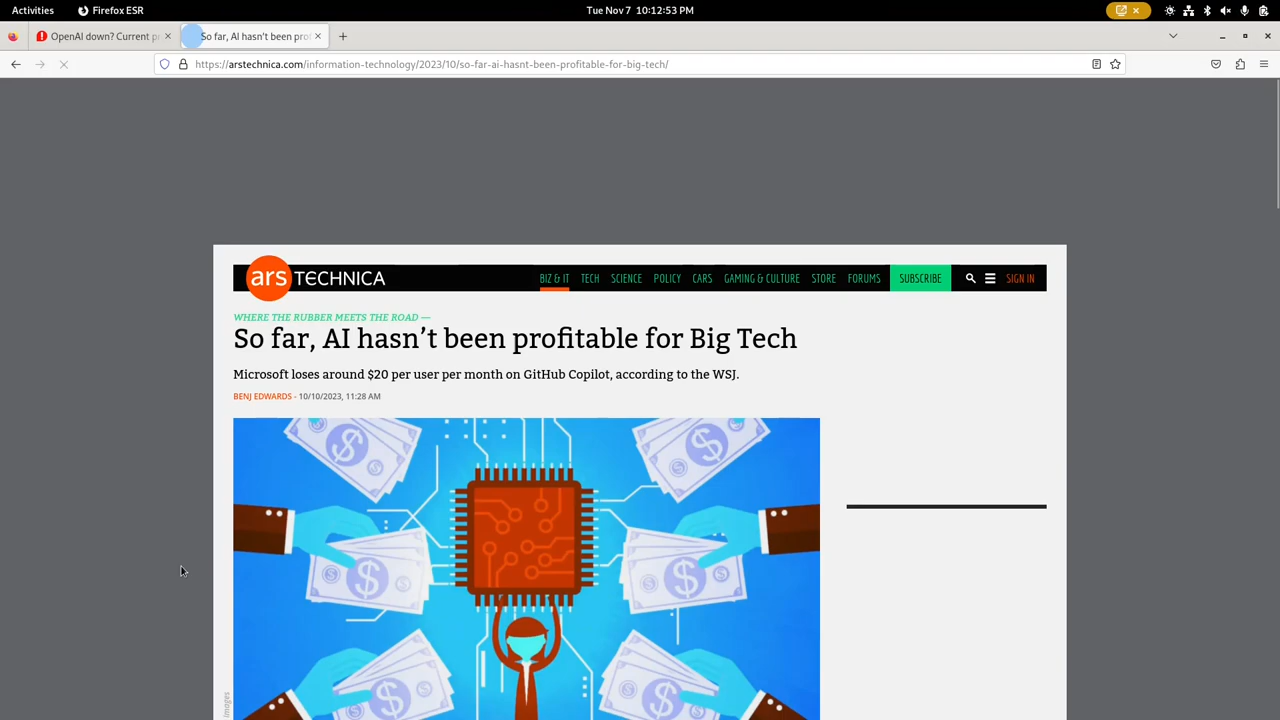 Activities
Firefox ESR
Tue Nov 7 10:12:53 PM
OpenAI down? Current pr
So far, AI hasn't been prof
https://arstechnica.com/information-technology/2023/10/so-far-ai-hasnt-been-profitable-for-big-tech/
ars TECHNICA
BIZ & IT TECH SCIENCE POLICY CARS GAMING & CULTURE STORE FORUMS SUBSCRIBE SIGN IN
WHERE THE RUBBER MEETS THE ROAD —
So far, AI hasn’t been profitable for Big Tech
Microsoft loses around $20 per user per month on GitHub Copilot, according to the WSJ.
BENJ EDWARDS - 10/10/2023, 11:28 AM
Images